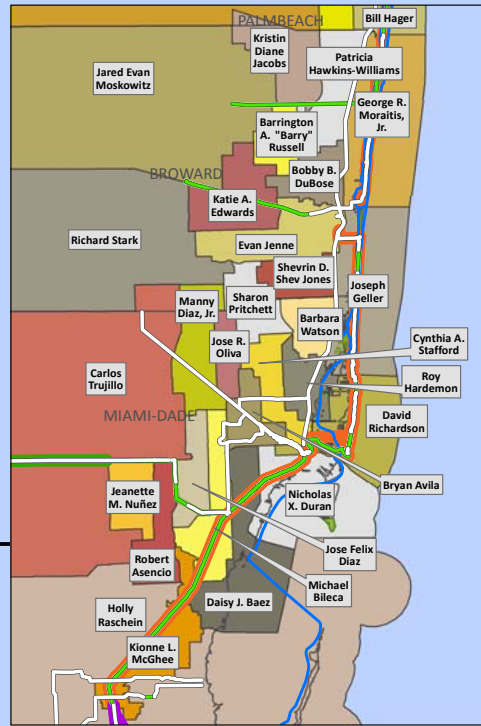 PALMBEACH
Bill Hager
Kristin
Diane
Jacobs
Patricia
Hawkins-Williams
Jared Evan
Moskowitz
George R.
Moraitis,
Jr.
Barrington
A. "Barry"
Russell
Bobby B.
DuBose
BROWARD
Katie A.
Edwards
Richard Stark
Evan Jenne
Shevrin D.
Shev Jones
Joseph
Geller
Manny
Diaz, Jr.
Sharon
Pritchett
Barbara
Watson
Cynthia A.
Stafford
Jose R.
Oliva
Roy
Hardemon
Carlos
Trujillo
David
Richardson
MIAMI-DADE
Bryan Avila
Jeanette
M. Nuñez
Nicholas
X. Duran
Jose Felix
Diaz
Robert
Asencio
Michael
Bileca
Holly
Raschein
Daisy J. Baez
Kionne L.
McGhee